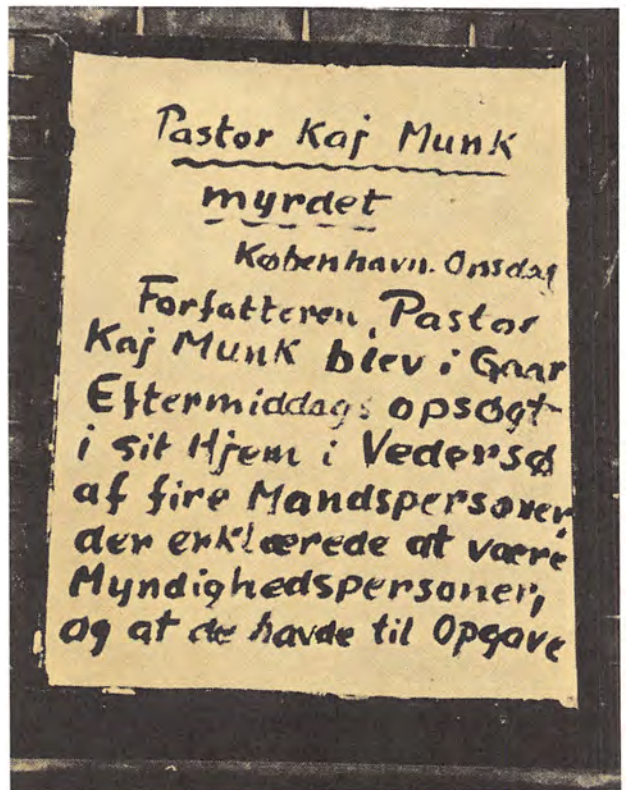 Pastor Kaj Munk
myrdet
København. Onsdag
Forfatteren, Pastor
Kaj Munk blev i Gaar
Eftermiddags opsøgt
i sit Hjem i Vedersø
af fire Mandspersoner,
der erklærede at være
Myndighedspersoner,
og at de havde til Opgave